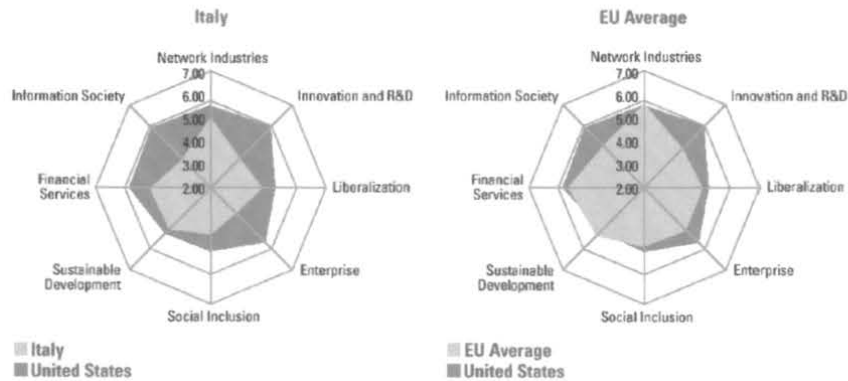 Italy
Network Industries
7.00
6.00
5.00
4.00
3.00
2.00
Information Society
Innovation and R&D
Financial
Services
Liberalization
Sustainable
Development
Enterprise
Social Inclusion
Italy
United States
EU Average
Network Industries
7.00
6.00
5.00
4.00
3.00
2.00
Information Society
Innovation and R&D
Financial
Services
Liberalization
Sustainable
Development
Enterprise
Social Inclusion
EU Average
United States